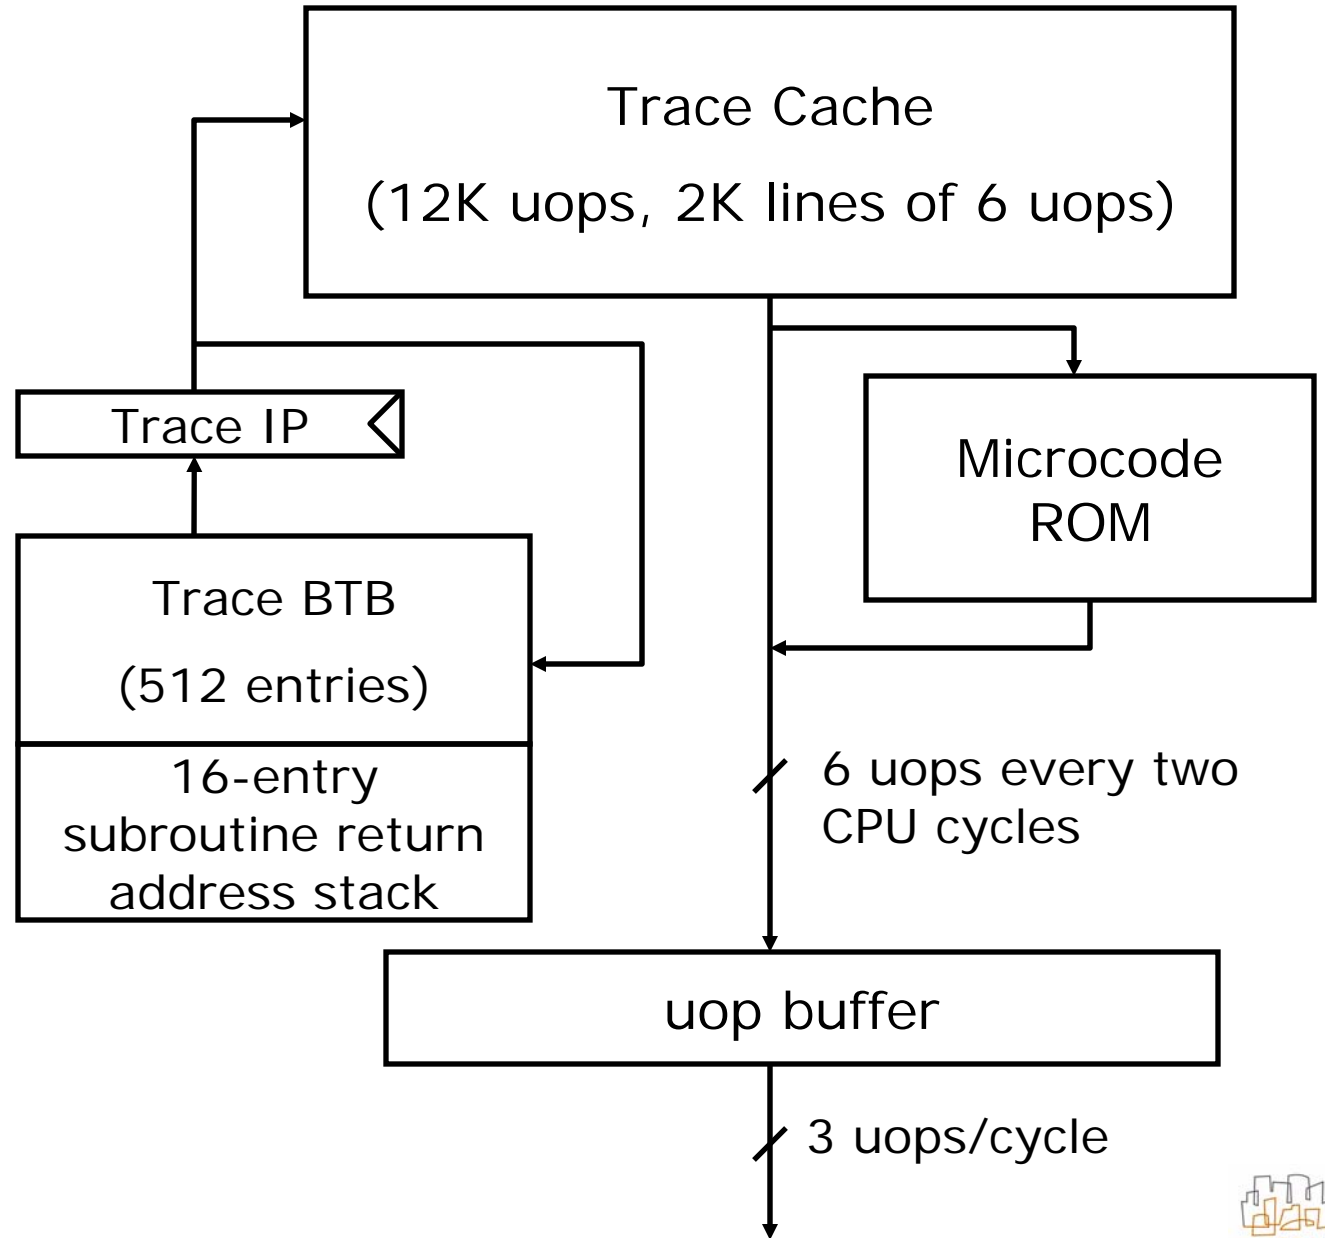 Trace Cache
(12K uops, 2K lines of 6 uops)
Trace IP
Microcode
ROM
Trace BTB
(512 entries)
16-entry
subroutine return
address stack
6 uops every two
CPU cycles
uop buffer
3 uops/cycle